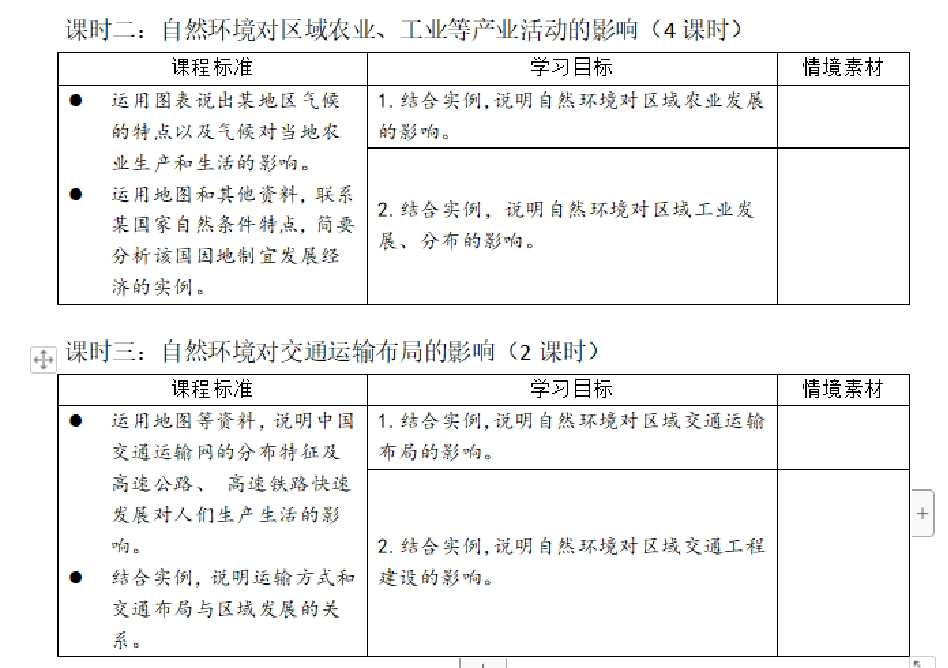 课时二：自然环境对区域农业、工业等产业活动的影响（4 课时）
课程标准
学习目标
情境素材
● 运用图表说出某地区气候
的特点以及气候对当地农
业生产和生活的影响。
● 运用地图和其他资料，联系
某国家自然条件特点，简要
分析该国因地制宜发展经
济的实例。
1. 结合实例,说明自然环境对区域农业发展
的影响。
2. 结合实例，说明自然环境对区域工业发
展、分布的影响。
课时三：自然环境对交通运输布局的影响（2 课时）
课程标准
学习目标
情境素材
● 运用地图等资料，说明中国
交通运输网的分布特征及
高速公路、 高速铁路快速
发展对人们生产生活的影
响。
● 结合实例，说明运输方式和
交通布局与区域发展的关
系。
1. 结合实例,说明自然环境对区域交通运输
布局的影响。
2. 结合实例,说明自然环境对区域交通工程
建设的影响。